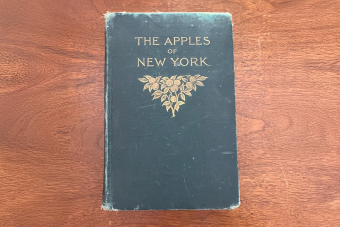 THE APPLES
OF
NEW YORK